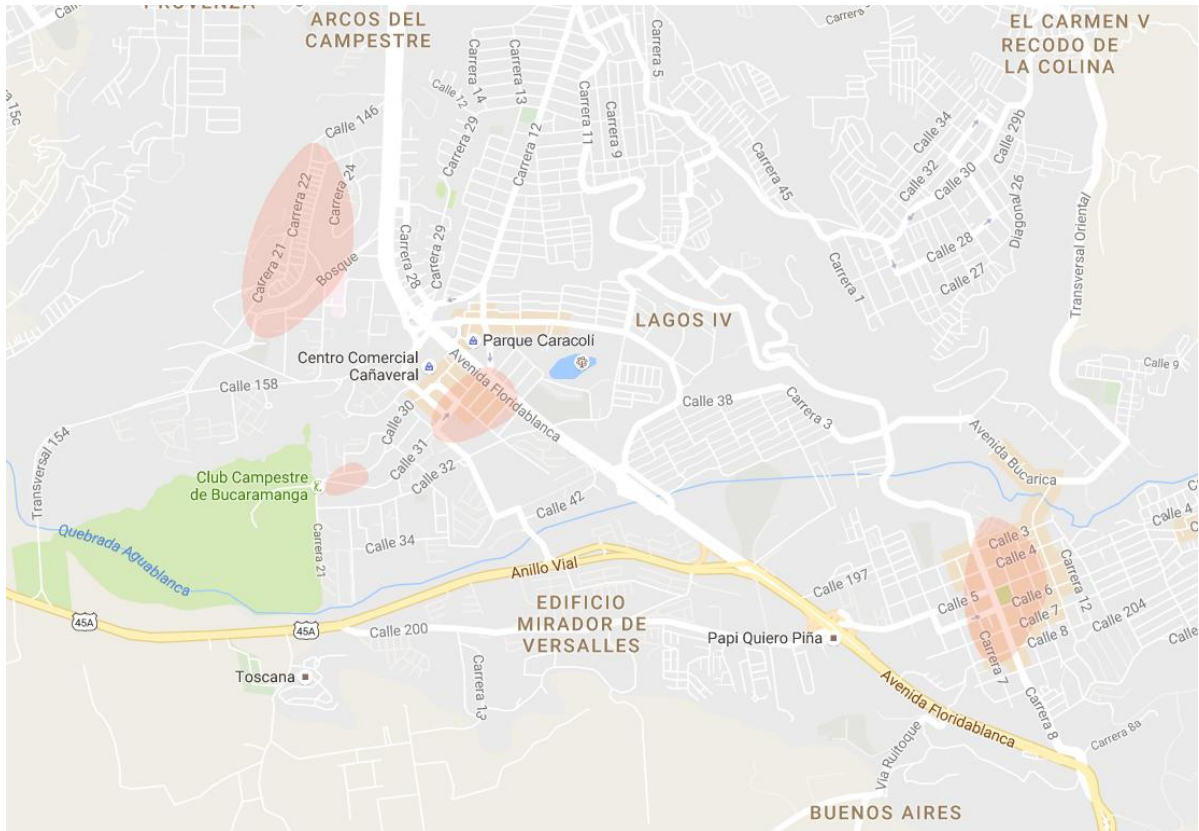 PROVENZA
ARCOS DEL
CAMPESTRE
EL CARMEN V
RECODO DE
LA COLINA
Carrera 15c
Calle 12
Carrera 14
Carrera 13
Carrera 5
Calle 146
Carrera 29
Carrera 12
Carrera 11
Carrera 9
Calle 34
Calle 29b
Carrera 22
Carrera 24
Carrera 45
Calle 32
Calle 30
Diagonal 26
Carrera 21
Bosque
Carrera 28
Carrera 29
Calle 28
Calle 27
Carrera 1
Transversal Oriental
LAGOS IV
Parque Caracolí
Centro Comercial
Cañaveral
Avenida Floridablanca
Calle 9
Calle 158
Calle 30
Calle 38
Carrera 3
Transversal 154
Calle 31
Calle 32
Avenida Bucarica
Club Campestre
de Bucaramanga
Calle 42
Calle 4
Quebrada Aguablanca
Carrera 21
Calle 34
Calle 3
Calle 4
Anillo Vial
Calle 197
Calle 5
Calle 6
Carrera 12
Calle 7
Calle 204
Calle 8
45A
45A
EDIFICIO
MIRADOR DE
VERSALLES
Calle 200
Papi Quiero Piña
Toscana
Carrera 13
Carrera 7
Carrera 8
Avenida Floridablanca
Carrera 8a
Via Ruitoque
BUENOS AIRES